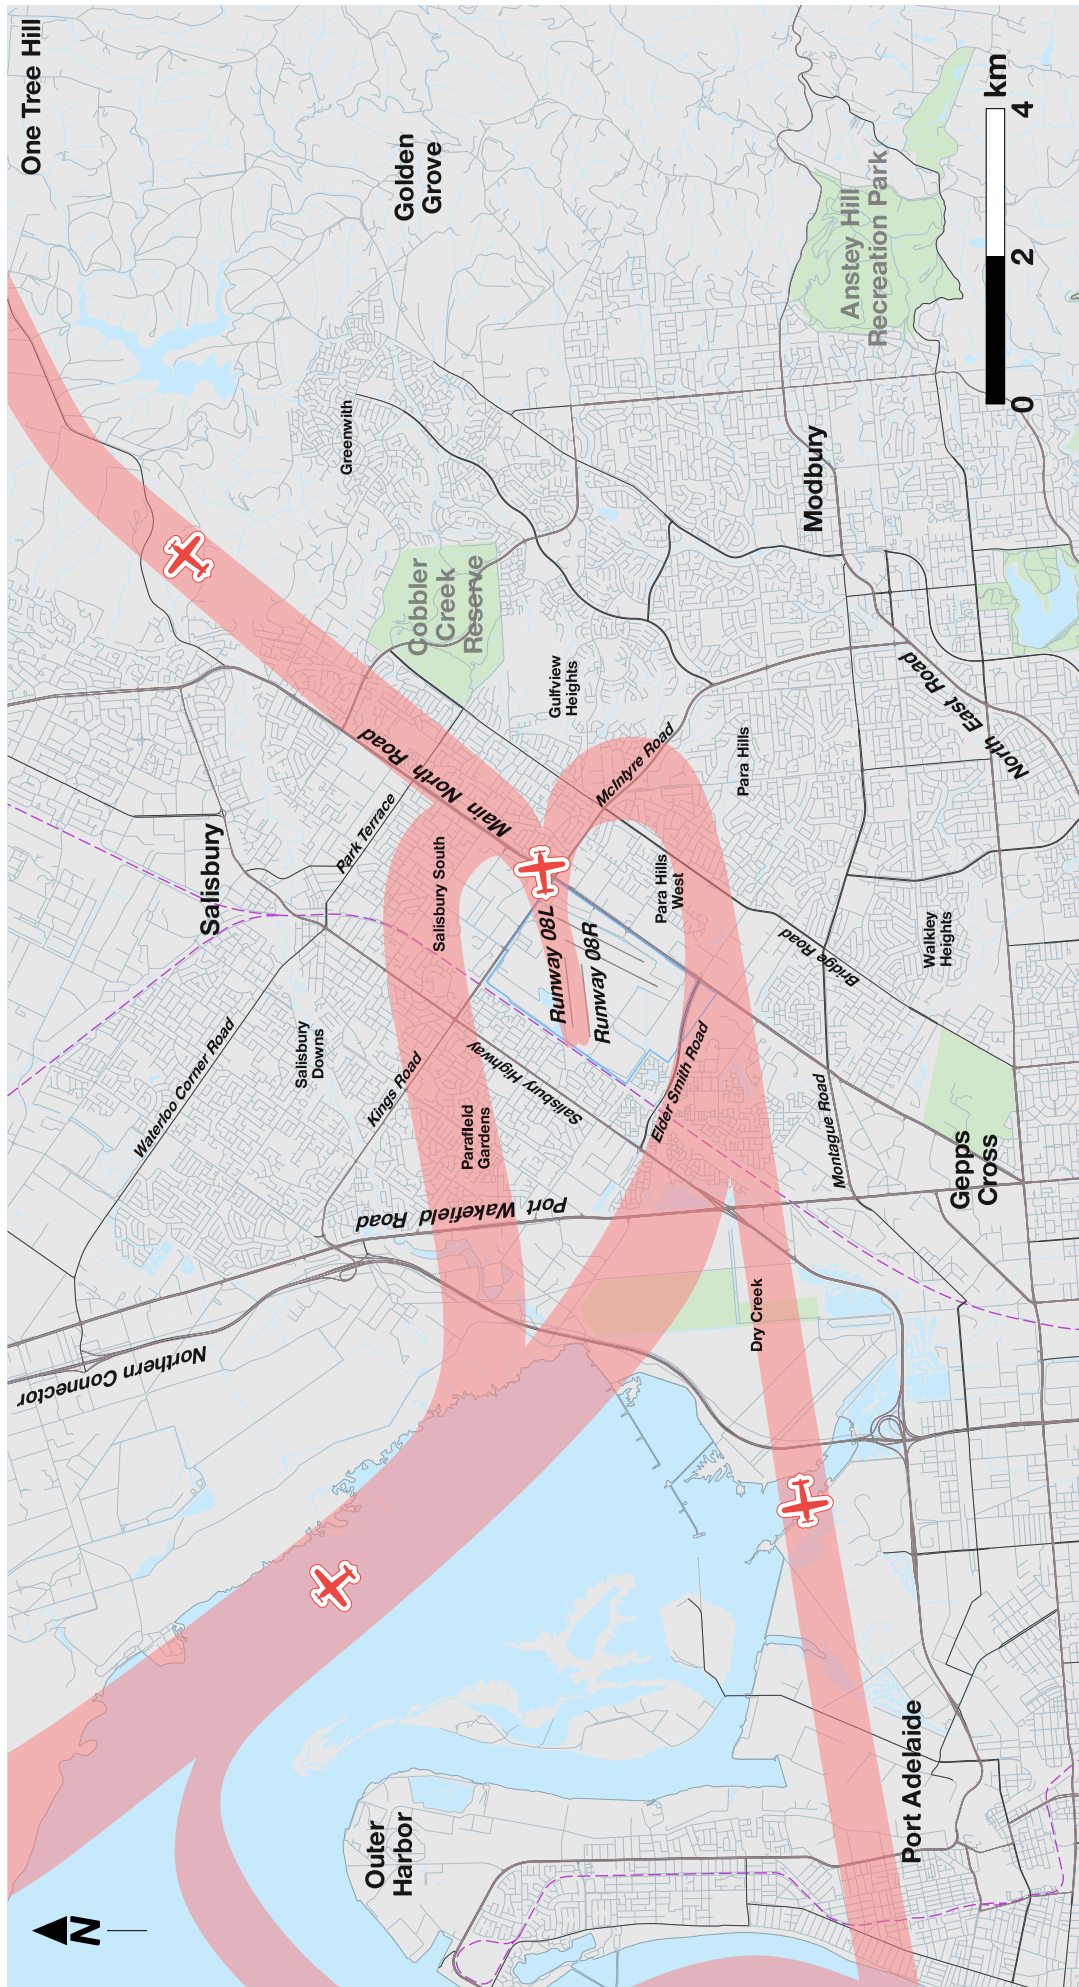 One Tree Hill
N
Northern Connector
Waterloo Corner Road
Salisbury
Salisbury
Downs
Park Terrace
Greenwith
Outer
Harbor
Port Wakefield Road
Kings Road
Main North Road
Golden
Grove
Cobbler
Creek
Reserve
Salisbury South
Parafield
Gardens
Salisbury Highway
Runway 08L
Runway 08R
Gulfview
Heights
McIntyre Road
Elder Smith Road
Para Hills
West
Para Hills
Dry Creek
Bridge Road
Montague Road
Modbury
Anstey Hill
Recreation Park
Port Adelaide
Walkley
Heights
North East Road
Gepps
Cross
0 2 4 km